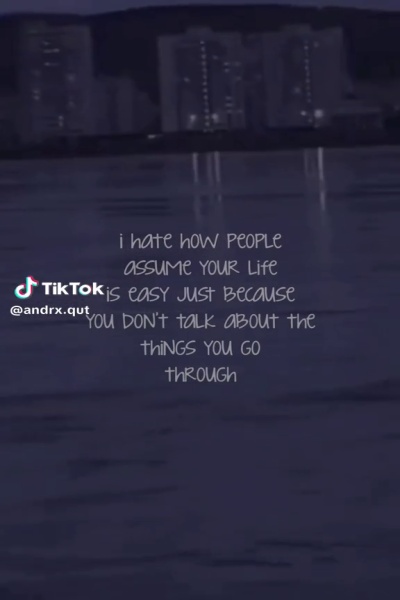 i hate how people
assume your life
is easy just because
you don't talk about the
things you go
through
TikTok
@andrx.qut